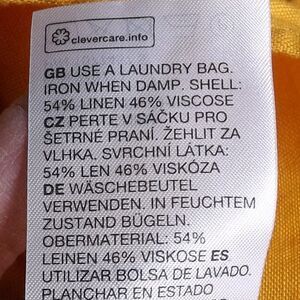 clevercare.info
GB USE A LAUNDRY BAG.
IRON WHEN DAMP. SHELL:
54% LINEN 46% VISCOSE
CZ PERTE V SÁČKU PRO
ŠETRNÉ PRANÍ. ŽEHLIT ZA
VLHKA. SVRCHNÍ LÁTKA:
54% LEN 46% VISKÓZA
DE WÄSCHEBEUTEL
VERWENDEN. IN FEUCHTEM
ZUSTAND BÜGELN.
OBERMATERIAL: 54%
LEINEN 46% VISKOSE ES
UTILIZAR BOLSA DE LAVADO.
PLANCHAR EN ESTADO